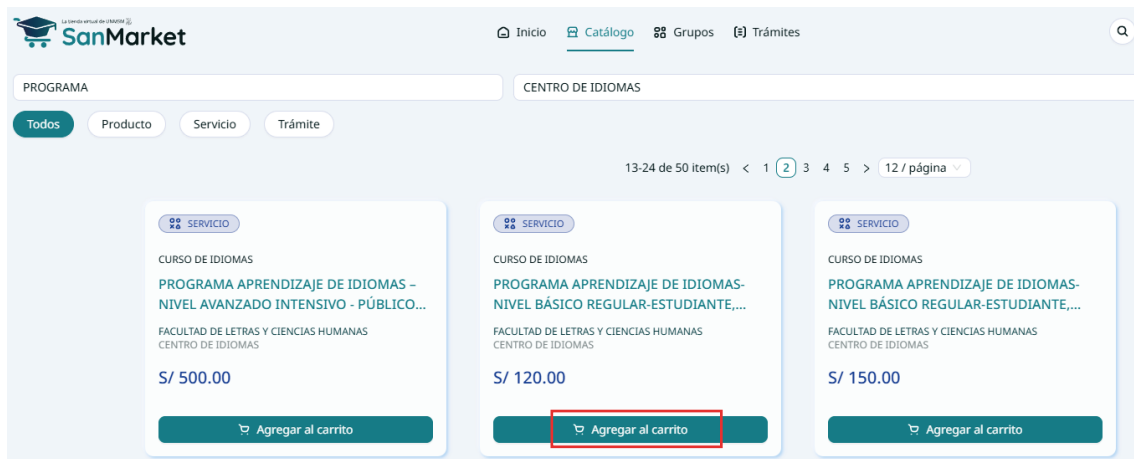 La tienda virtual de UNMSM
SanMarket
Inicio
Catálogo
Grupos
Trámites
PROGRAMA
CENTRO DE IDIOMAS
Todos
Producto
Servicio
Trámite
13-24 de 50 item(s) < 1 2 3 4 5 > 12 / página
SERVICIO
CURSO DE IDIOMAS
PROGRAMA APRENDIZAJE DE IDIOMAS –
NIVEL AVANZADO INTENSIVO - PÚBLICO...
FACULTAD DE LETRAS Y CIENCIAS HUMANAS
CENTRO DE IDIOMAS
S/ 500.00
Agregar al carrito
SERVICIO
CURSO DE IDIOMAS
PROGRAMA APRENDIZAJE DE IDIOMAS-
NIVEL BÁSICO REGULAR-ESTUDIANTE,...
FACULTAD DE LETRAS Y CIENCIAS HUMANAS
CENTRO DE IDIOMAS
S/ 120.00
Agregar al carrito
SERVICIO
CURSO DE IDIOMAS
PROGRAMA APRENDIZAJE DE IDIOMAS-
NIVEL BÁSICO REGULAR-ESTUDIANTE,...
FACULTAD DE LETRAS Y CIENCIAS HUMANAS
CENTRO DE IDIOMAS
S/ 150.00
Agregar al carrito